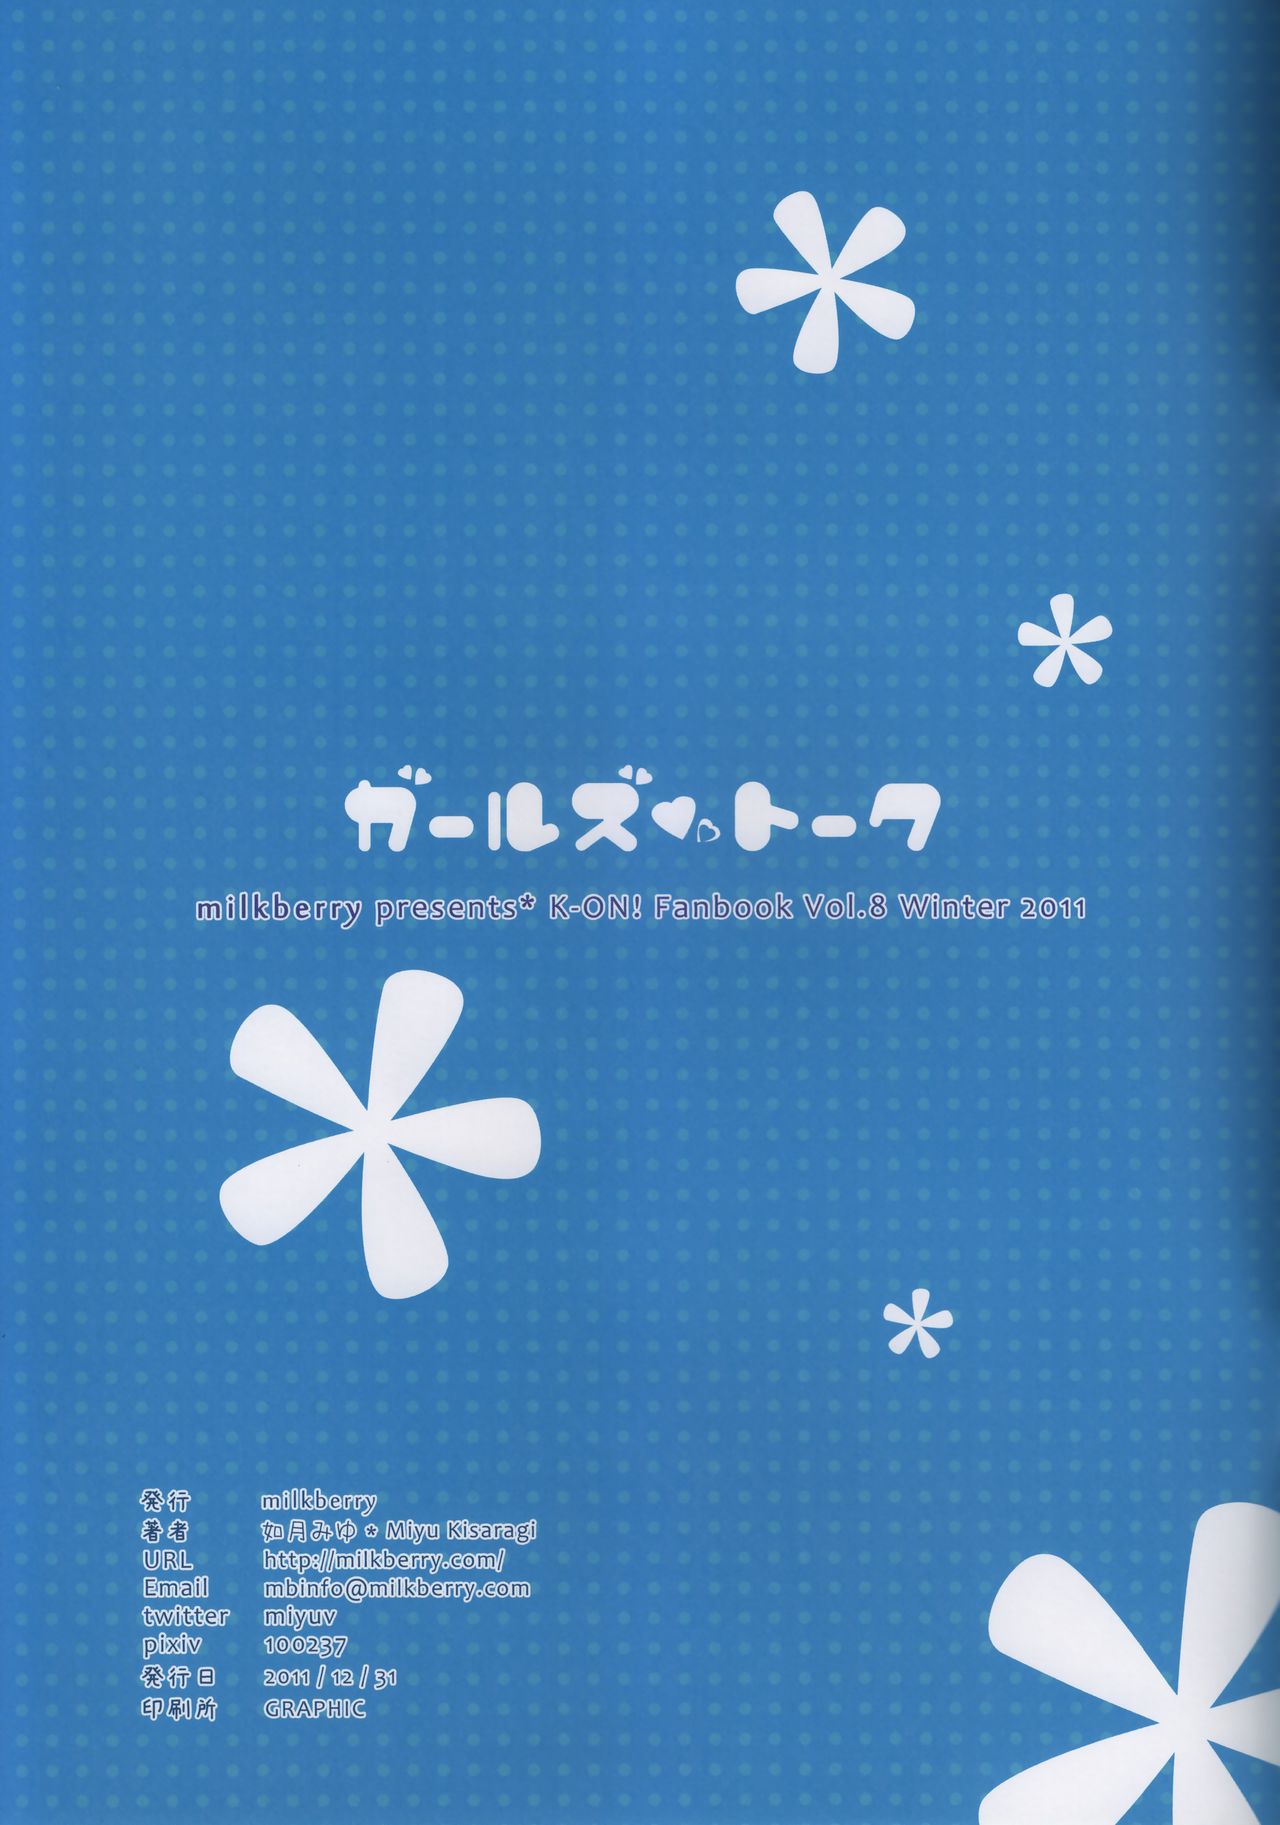 ガールズ♥♡トーク
milkberry presents* K-ON! Fanbook Vol.8 Winter 2011
発行 milkberry
著者 如月みゆ * Miyu Kisaragi
URL http://milkberry.com/
Email mbinfo@milkberry.com
twitter miyuv
pixiv 100237
発行日 2011 / 12 / 31
印刷所 GRAPHIC